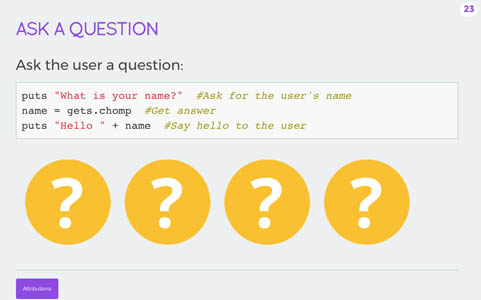 23
ASK A QUESTION
Ask the user a question:
puts "What is your name?"  #Ask for the user's name
name = gets.chomp  #Get answer
puts "Hello " + name  #Say hello to the user
? ? ? ?
Attributions